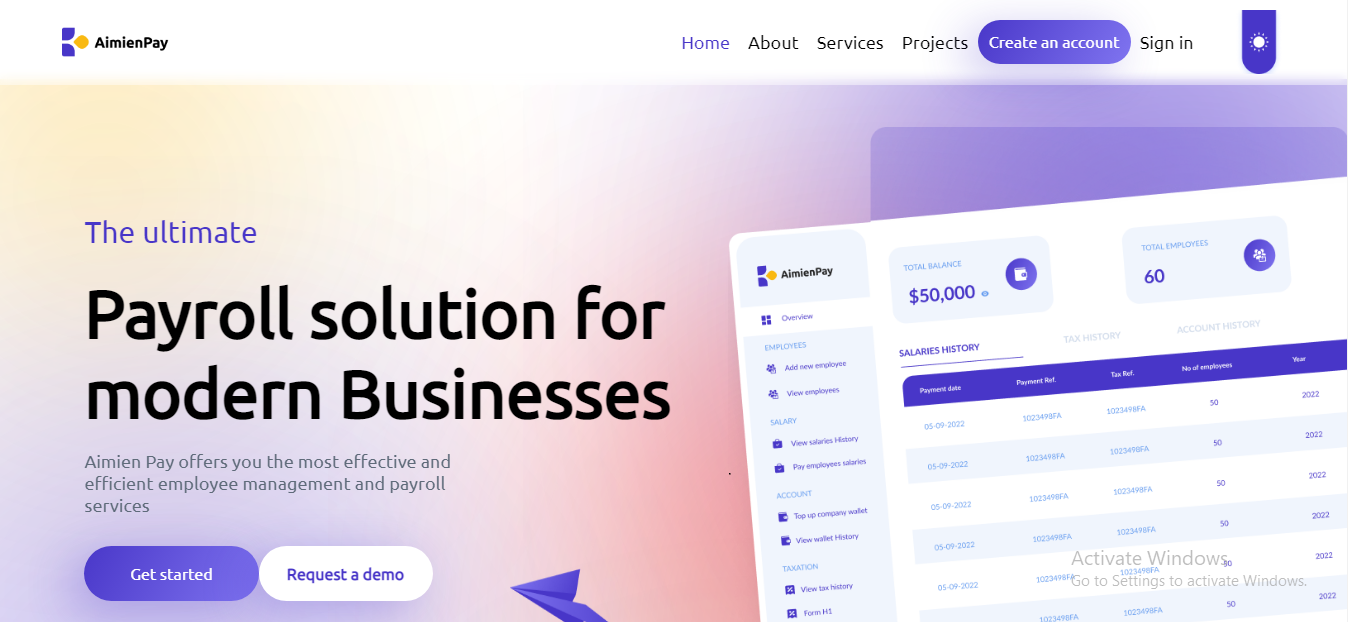 AimienPay
Home About Services Projects Create an account Sign in
The ultimate
Payroll solution for
modern Businesses
Aimien Pay offers you the most effective and
efficient employee management and payroll
services
Get started Request a demo
AimienPay
Overview
EMPLOYEES
Add new employee
View employees
SALARY
View salaries History
Pay employees salaries
ACCOUNT
Top up company wallet
View wallet History
TAXATION
View tax history
Form H1
TOTAL BALANCE
$50,000
TOTAL EMPLOYEES
60
SALARIES HISTORY TAX HISTORY ACCOUNT HISTORY
Payment date Payment Ref. Tax Ref. No of employees Year
05-09-2022 1023498FA 1023498FA 50 2022
05-09-2022 1023498FA 1023498FA 50 2022
05-09-2022 1023498FA 1023498FA 50 2022
05-09-2022 1023498FA 1023498FA 50 2022
05-09-2022 1023498FA 1023498FA 50 2022
1023498FA 1023498FA 50 2022
Activate Windows
Go to Settings to activate Windows.